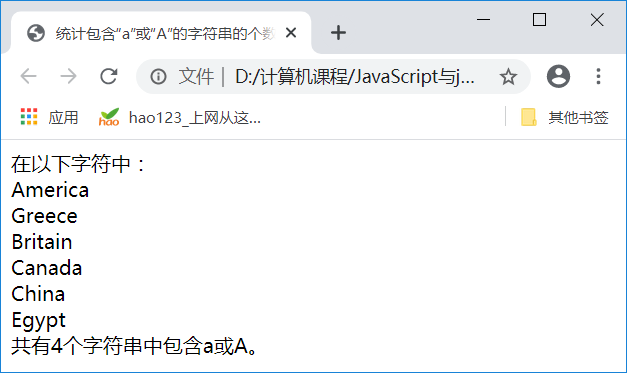 统计包含“a”或“A”的字符串的个数
文件 | D:/计算机课程/JavaScript与j...
应用 hao123_上网从这... 其他书签
在以下字符中：
America
Greece
Britain
Canada
China
Egypt
共有4个字符串中包含a或A。